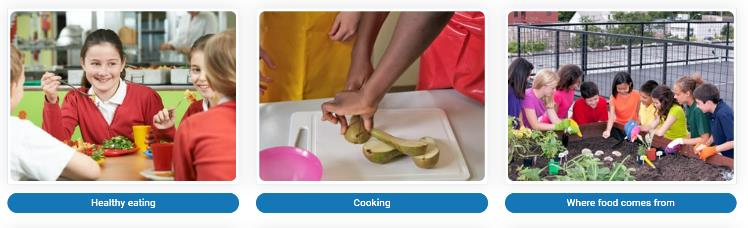 Healthy eating
Cooking
Where food comes from